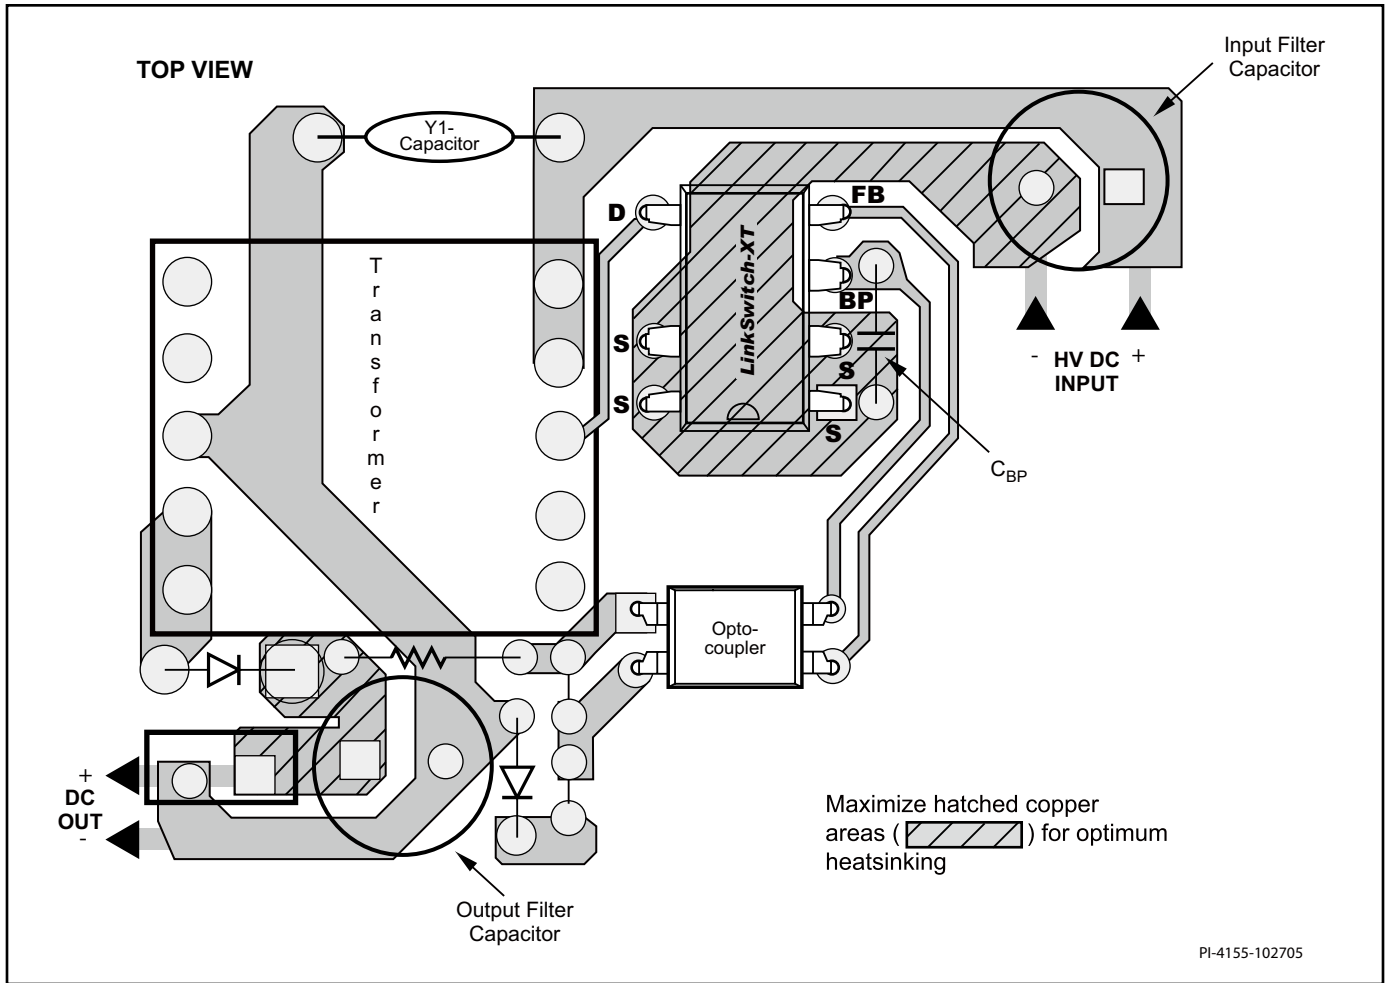 TOP VIEW
Input Filter
Capacitor
Y1-
Capacitor
D
FB
Transformer
LinkSwitch-XT
BP
S
S
S
S
- HV DC +
INPUT
CBP
Opto-
coupler
+
DC
OUT
-
Maximize hatched copper
areas ( ) for optimum
heatsinking
Output Filter
Capacitor
PI-4155-102705